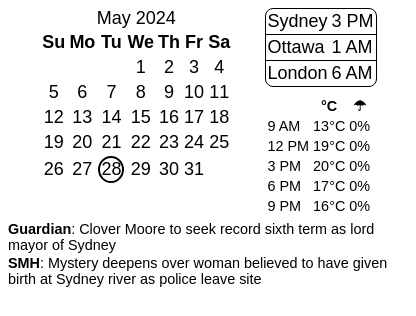 May 2024
Su Mo Tu We Th Fr Sa
1 2 3 4
5 6 7 8 9 10 11
12 13 14 15 16 17 18
19 20 21 22 23 24 25
26 27 28 29 30 31
Sydney 3 PM
Ottawa 1 AM
London 6 AM
°C ☂
9 AM 13°C 0%
12 PM 19°C 0%
3 PM 20°C 0%
6 PM 17°C 0%
9 PM 16°C 0%
Guardian: Clover Moore to seek record sixth term as lord
mayor of Sydney
SMH: Mystery deepens over woman believed to have given
birth at Sydney river as police leave site